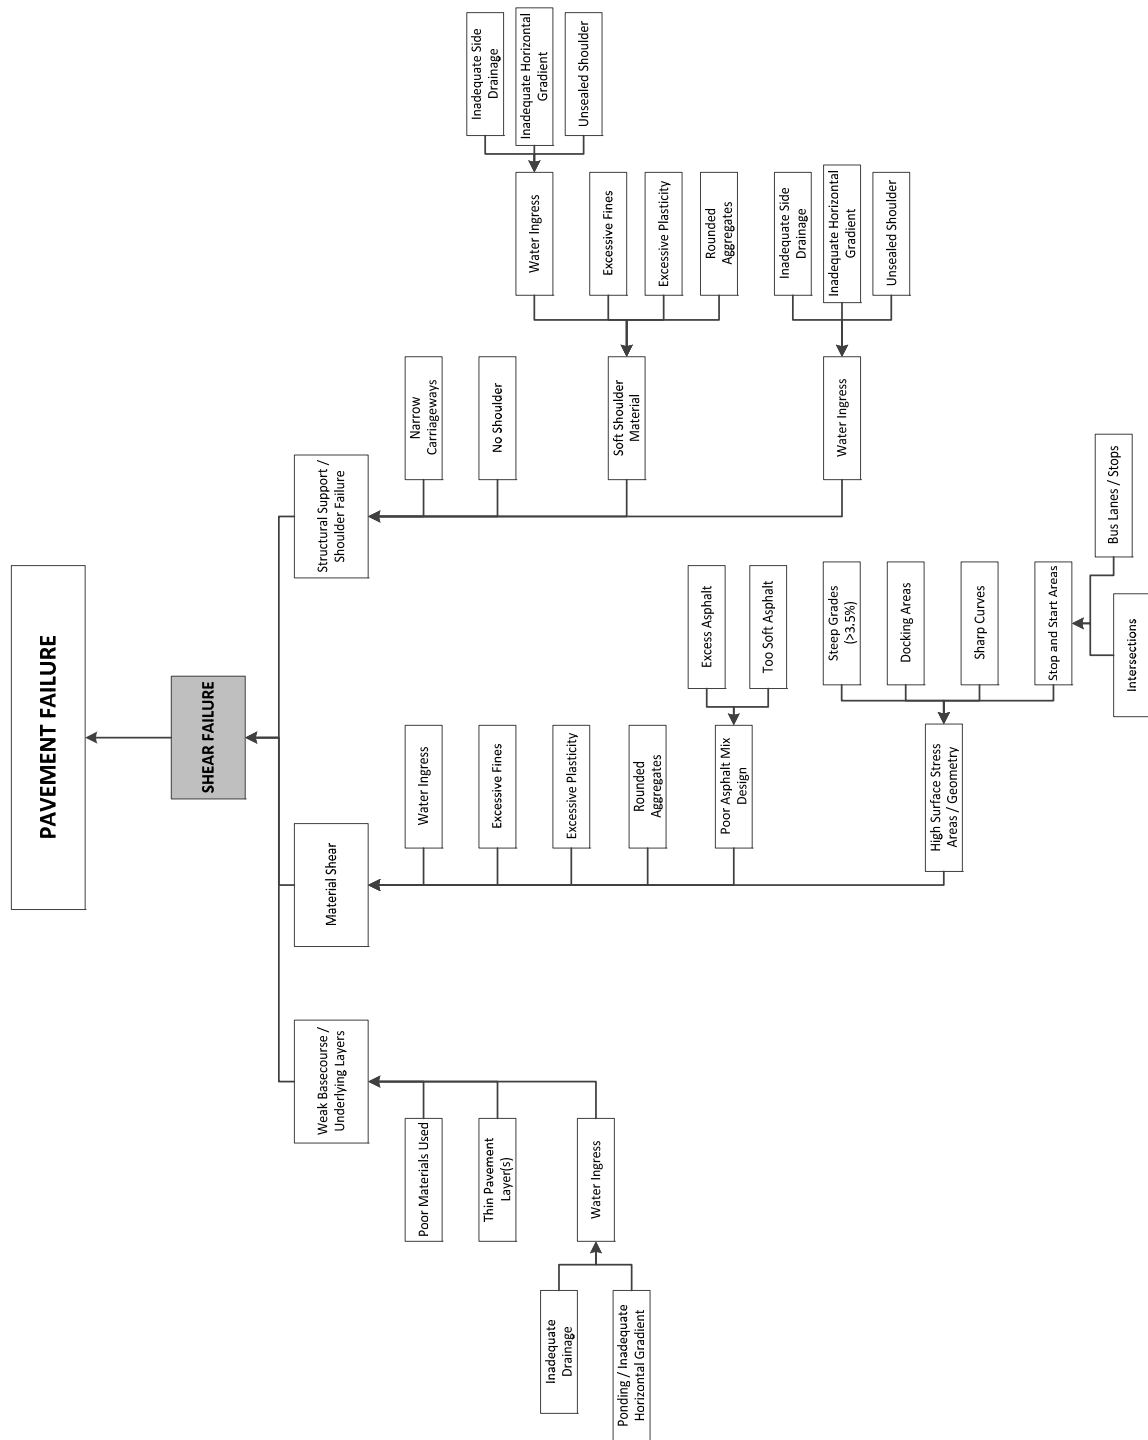 PAVEMENT FAILURE
SHEAR FAILURE
Weak Basecourse /
Underlying Layers
Poor Materials Used
Thin Pavement
Layer(s)
Water Ingress
Inadequate
Drainage
Ponding / Inadequate
Horizontal Gradient
Material Shear
Water Ingress
Excessive Fines
Excessive Plasticity
Rounded
Aggregates
Poor Asphalt Mix
Design
Excess Asphalt
Too Soft Asphalt
High Surface Stress
Areas / Geometry
Steep Grades
(>3.5%)
Docking Areas
Sharp Curves
Stop and Start Areas
Intersections
Bus Lanes / Stops
Structural Support /
Shoulder Failure
Narrow
Carriageways
No Shoulder
Soft Shoulder
Material
Water Ingress
Inadequate Side
Drainage
Inadequate Horizontal
Gradient
Unsealed Shoulder
Excessive Fines
Excessive Plasticity
Rounded
Aggregates
Water Ingress
Inadequate Side
Drainage
Inadequate Horizontal
Gradient
Unsealed Shoulder